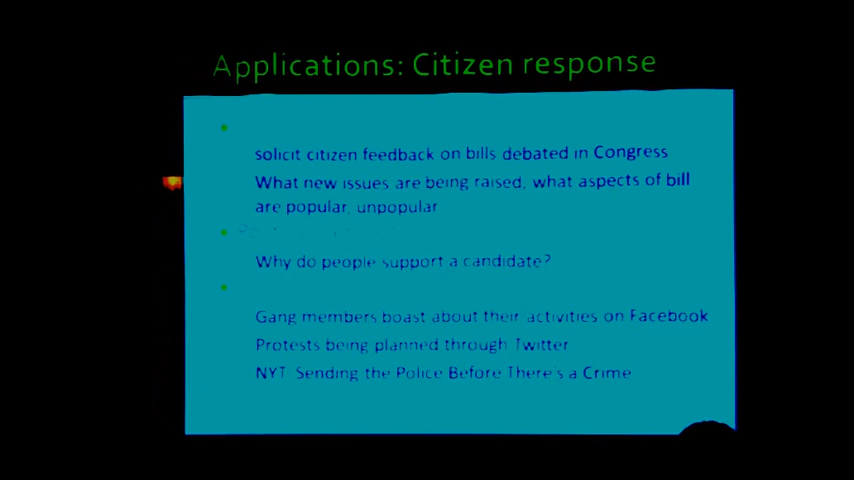 Applications: Citizen response
solicit citizen feedback on bills debated in Congress
What new issues are being raised, what aspects of bill
are popular, unpopular
Why do people support a candidate?
Gang members boast about their activities on Facebook
Protests being planned through Twitter
NYT Sending the Police Before There's a Crime